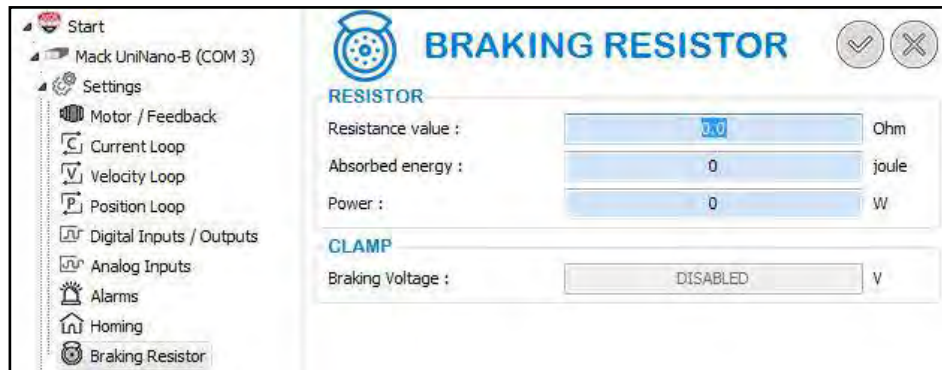 Start
Mack UniNano-B (COM 3)
Settings
Motor / Feedback
C Current Loop
V Velocity Loop
P Position Loop
Digital Inputs / Outputs
Analog Inputs
Alarms
Homing
Braking Resistor
BRAKING RESISTOR
RESISTOR
Resistance value : 0.0 Ohm
Absorbed energy : 0 joule
Power : 0 W
CLAMP
Braking Voltage : DISABLED V